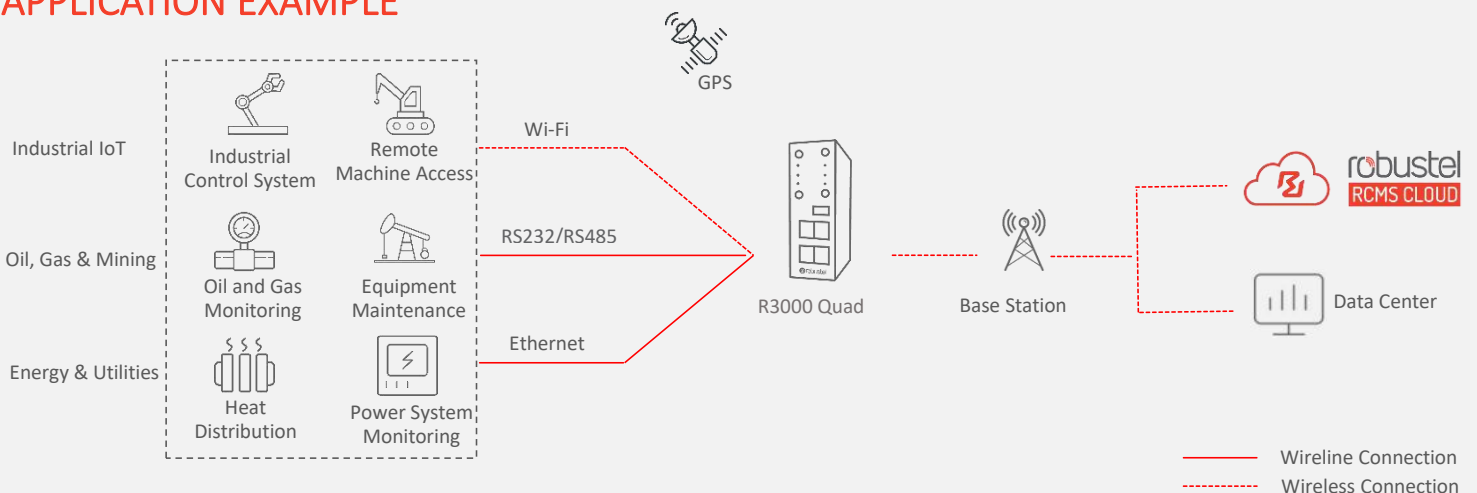 APPLICATION EXAMPLE
GPS
Industrial IoT
Industrial
Control System
Remote
Machine Access
Wi-Fi
Oil, Gas & Mining
Oil and Gas
Monitoring
Equipment
Maintenance
RS232/RS485
Energy & Utilities
Heat
Distribution
Power System
Monitoring
Ethernet
R3000 Quad
Base Station
robustel
RCMS CLOUD
Data Center
Wireline Connection
Wireless Connection